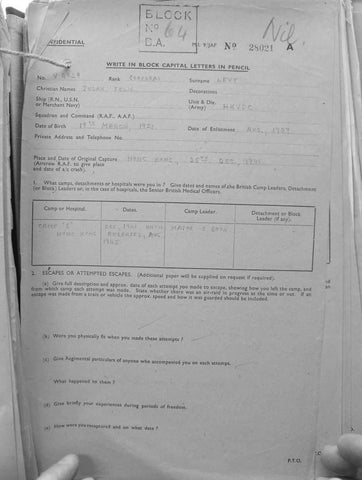 BLOCK
No 64
B.A.
Nil
CONFIDENTIAL
M.I. 9/JAP No 28021 A
WRITE IN BLOCK CAPITAL LETTERS IN PENCIL
No. Rank CORPORAL Surname LEVY
Christian Names Decorations
Ship (R.N., U.S.N. or Merchant Navy) Unit & Div. (Army) HKVDC
Squadron and Command (R.A.F., A.A.F.)
Date of Birth 19TH MARCH, 1921 Date of Enlistment AUG, 1937
Private Address and Telephone No.
Place and Date of Original Capture HONG KONG, 25TH DEC, 1941
(Aircrew R.A.F. to give place and date of a/c crash).
1. What camps, detachments or hospitals were you in? Give dates and names of the British Camp Leaders, Detachment (or Block) Leaders or, in the case of hospitals, the Senior British Medical Officers.
Camp or Hospital. Dates. Camp Leader. Detachment or Block Leader (if any).
CAMP "S" DEC, 1941 UNTIL MAJOR
HONG KONG RELEASED, AUG
1945
2. ESCAPES OR ATTEMPTED ESCAPES. (Additional paper will be supplied on request if required).
(a) Give full description and approx. date of each attempt you made to escape, showing how you left the camp, and from which camp each attempt was made. State whether there was an air-raid in progress at the time or not. If an escape was made from a train or vehicle the approx. speed and how it was guarded should be included.
(b) Were you physically fit when you made these attempts?
(c) Give Regimental particulars of anyone who accompanied you on each attempt.
What happened to them?
(d) Give briefly your experiences during periods of freedom.
(e) How were you recaptured and on what date?
P.T.O.